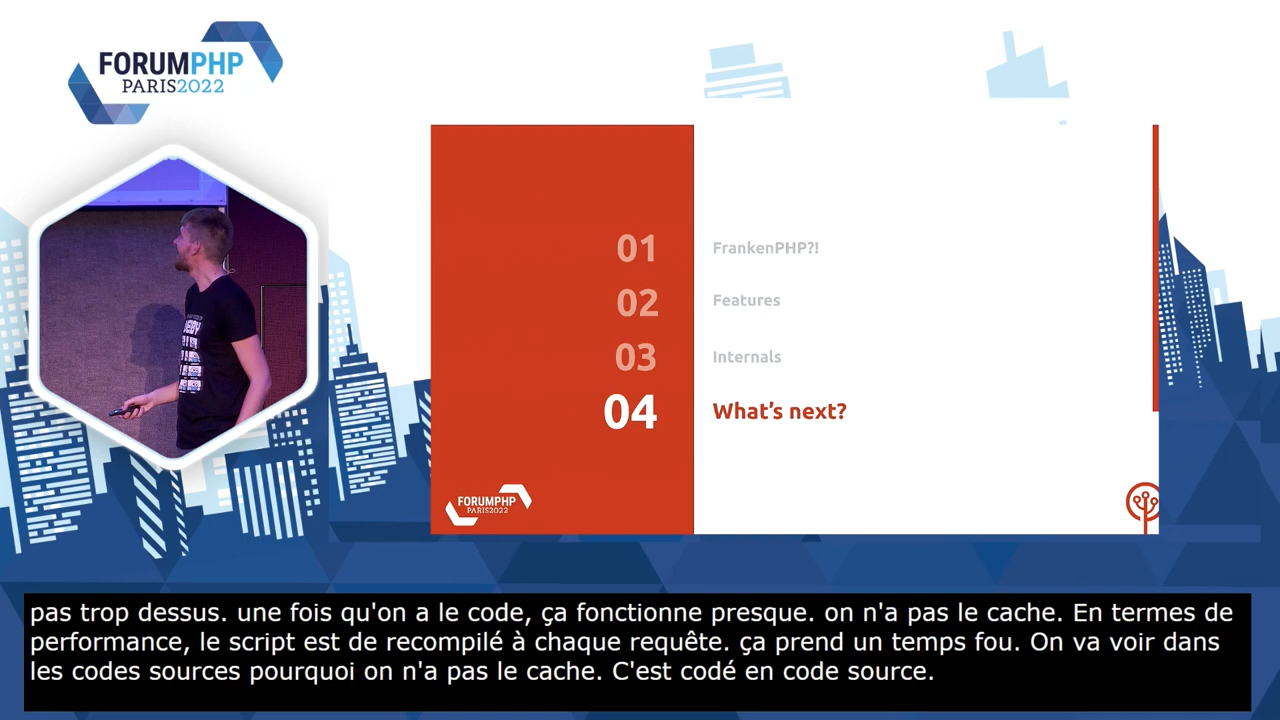 FORUMPHP
PARIS2022
01 FrankenPHP?!
02 Features
03 Internals
04 What's next?
FORUMPHP
PARIS2022
pas trop dessus. une fois qu'on a le code, ça fonctionne presque. on n'a pas le cache. En termes de
performance, le script est de recompilé à chaque requête. ça prend un temps fou. On va voir dans
les codes sources pourquoi on n'a pas le cache. C'est codé en code source.